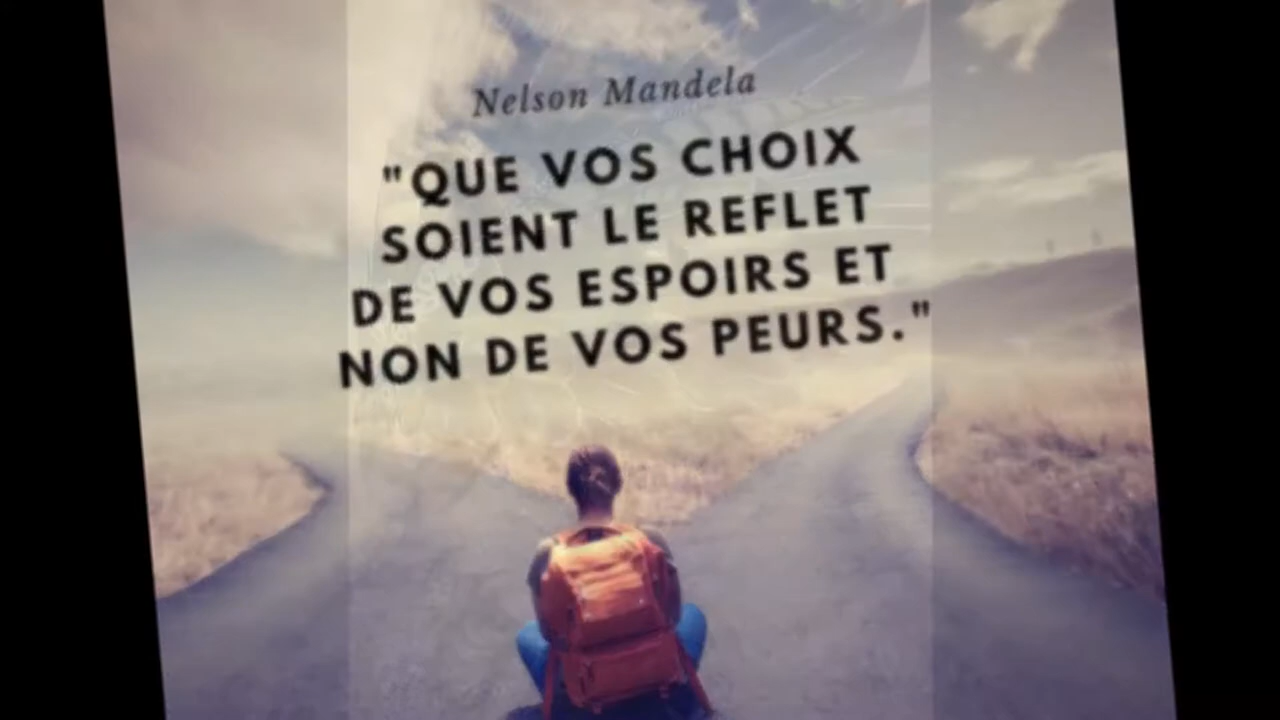 Nelson Mandela
"QUE VOS CHOIX
SOIENT LE REFLET
DE VOS ESPOIRS ET
NON DE VOS PEURS."